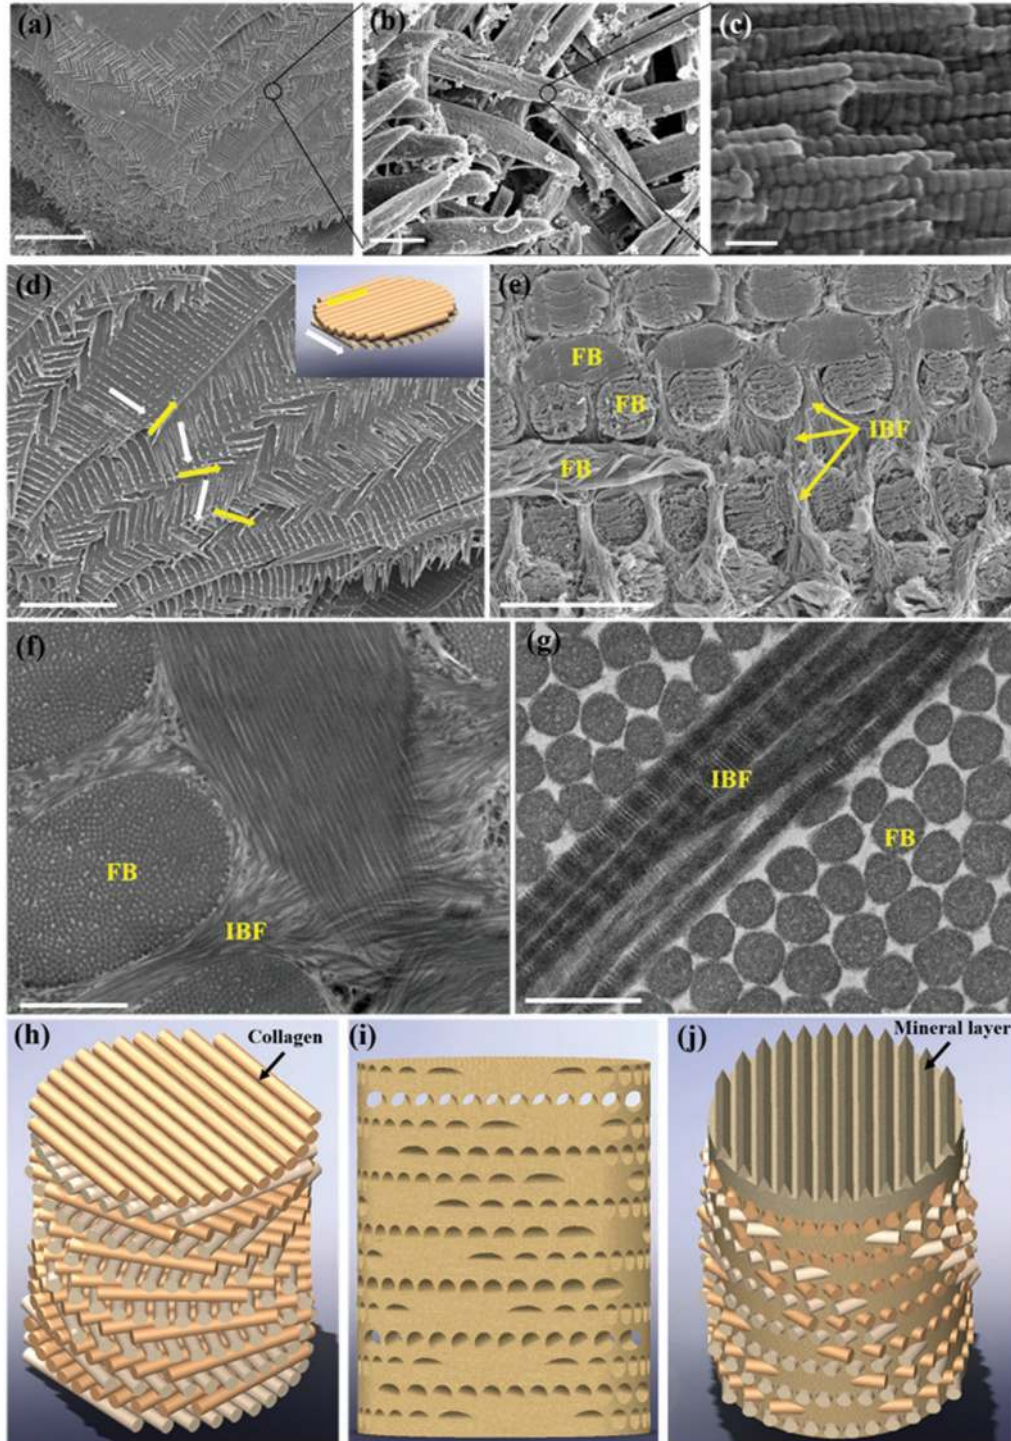 (a)
(b)
(c)
(d)
(e)
FB
FB
IBF
FB
(f)
(g)
IBF
FB
FB
IBF
(h)
Collagen
(i)
(j)
Mineral layer